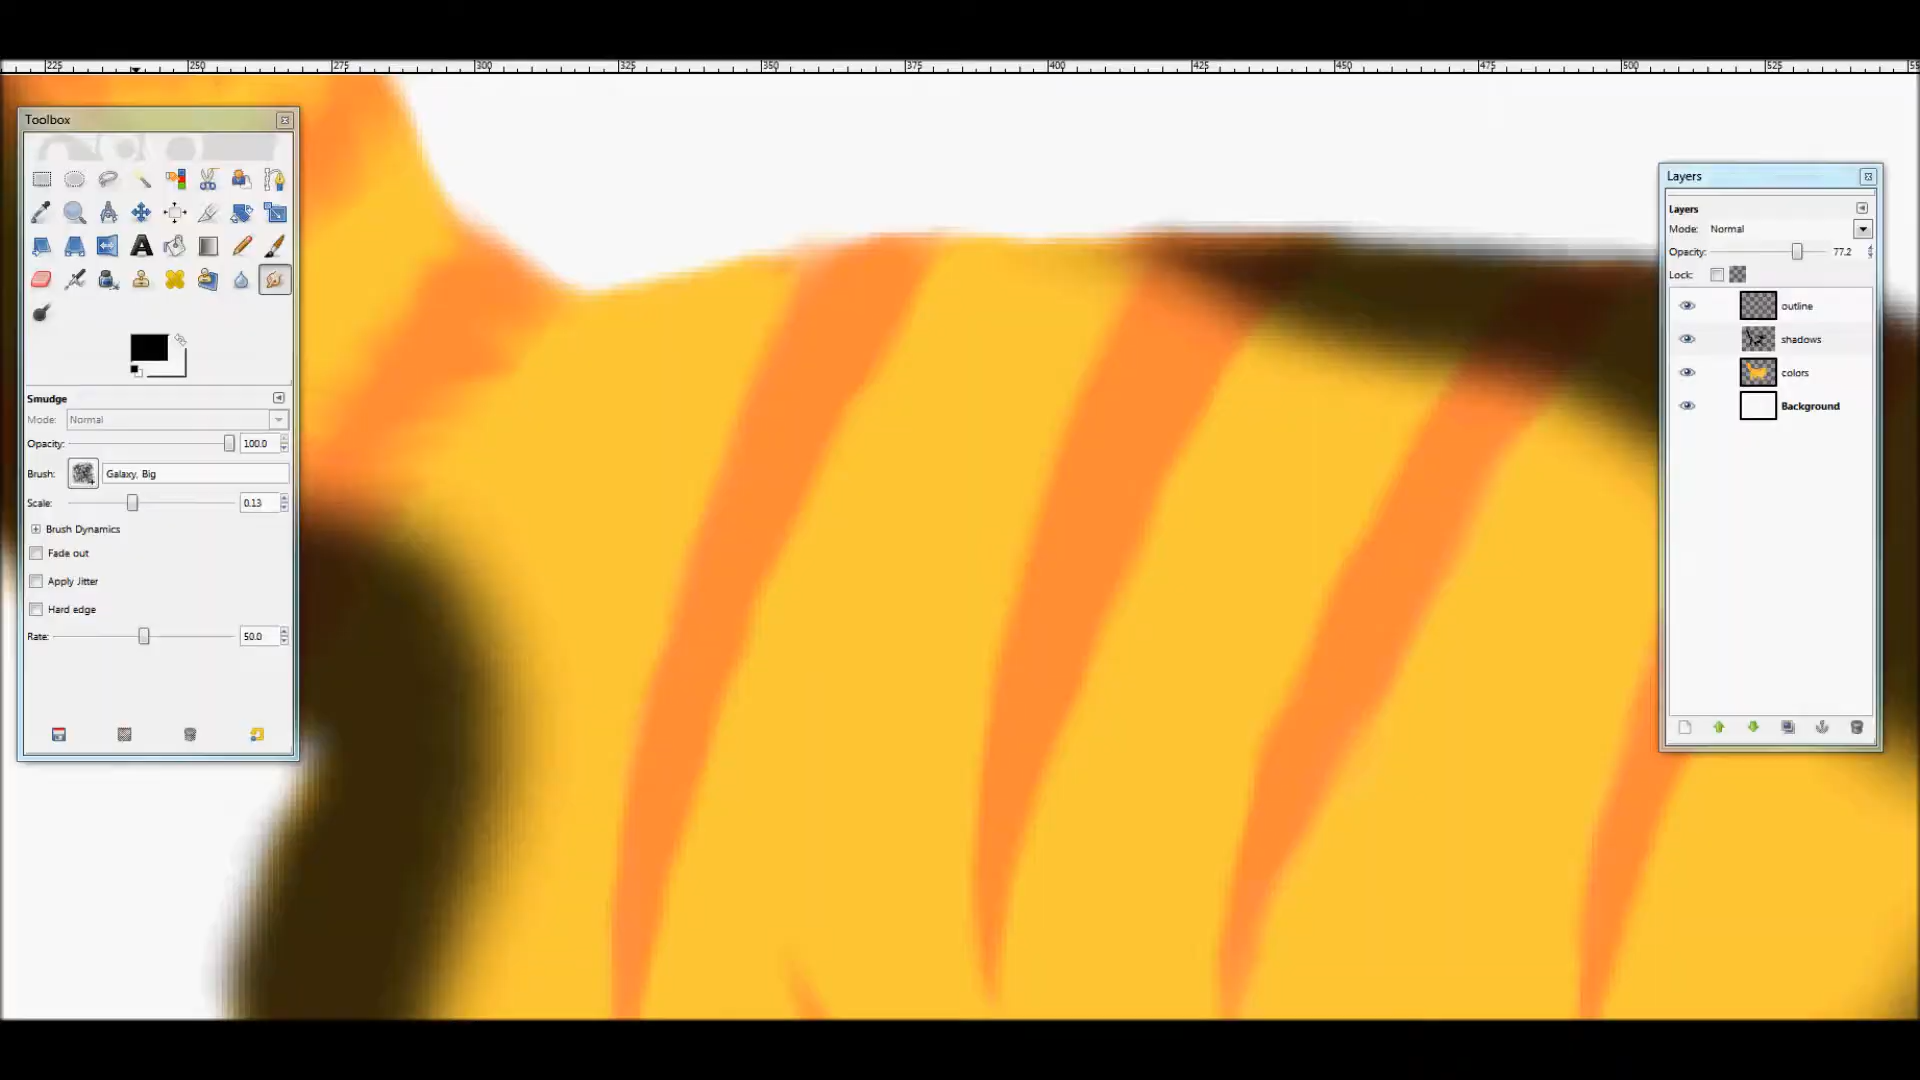 225 250 275 300 325 350 375 400 425 450 475 500 525
Toolbox
Smudge
Mode: Normal
Opacity: 100.0
Brush: Galaxy, Big
Scale: 0.13
Brush Dynamics
Fade out
Apply Jitter
Hard edge
Rate: 50.0
Layers
Layers
Mode: Normal
Opacity: 77.2
Lock:
outline
shadows
colors
Background